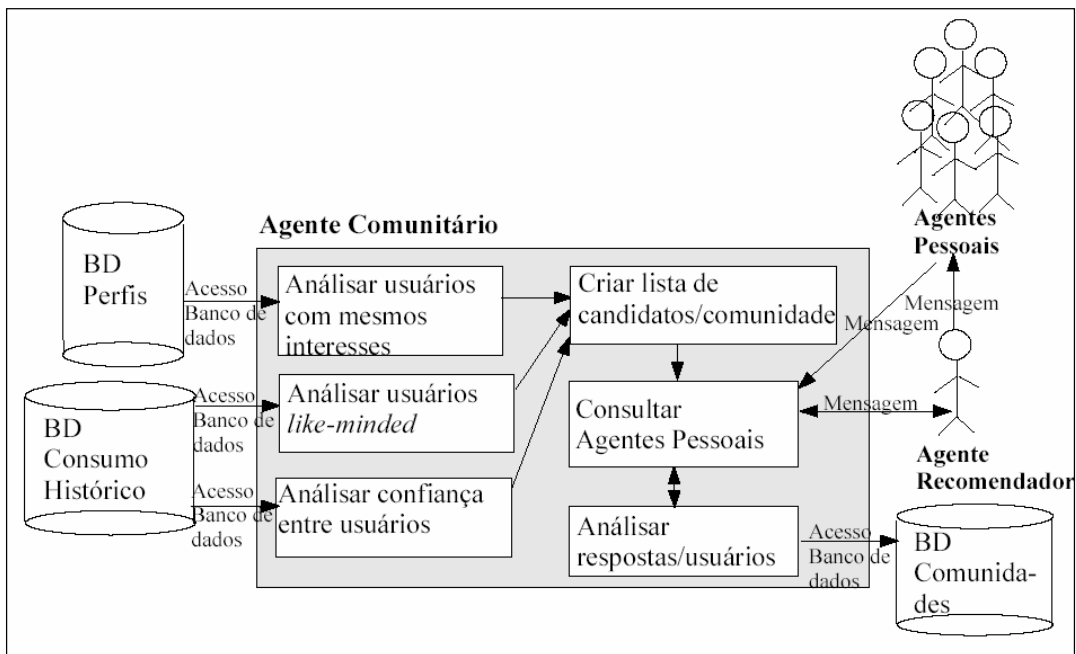 Agentes
Pessoais
Agente Comunitário
BD
Perfis
Acesso
Banco de
dados
Análisar usuários
com mesmos
interesses
Criar lista de
candidatos/comunidade
Mensagem
Mensagem
BD
Consumo
Histórico
Acesso
Banco de
dados
Análisar usuários
like-minded
Consultar
Agentes Pessoais
Mensagem
Agente
Recomendador
Acesso
Banco de
dados
Análisar confiança
entre usuários
Análisar
respostas/usuários
Acesso
Banco de
dados
BD
Comunida-
des